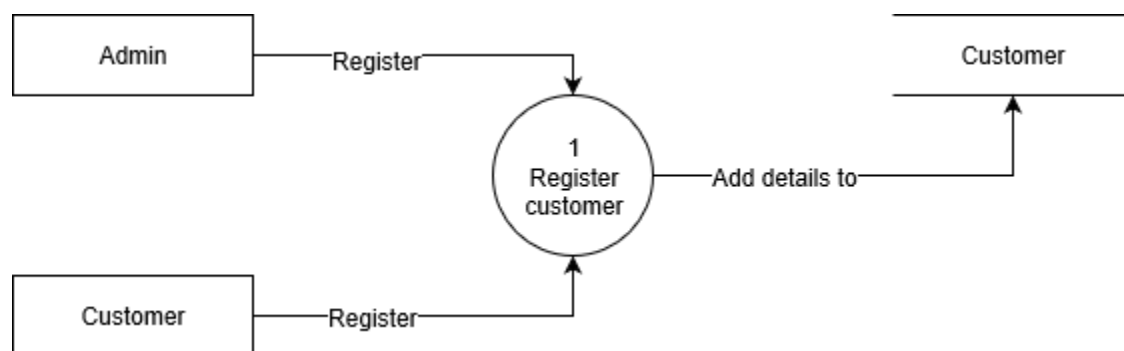 Admin
Register
Customer
1
Register
customer
Add details to
Customer
Register